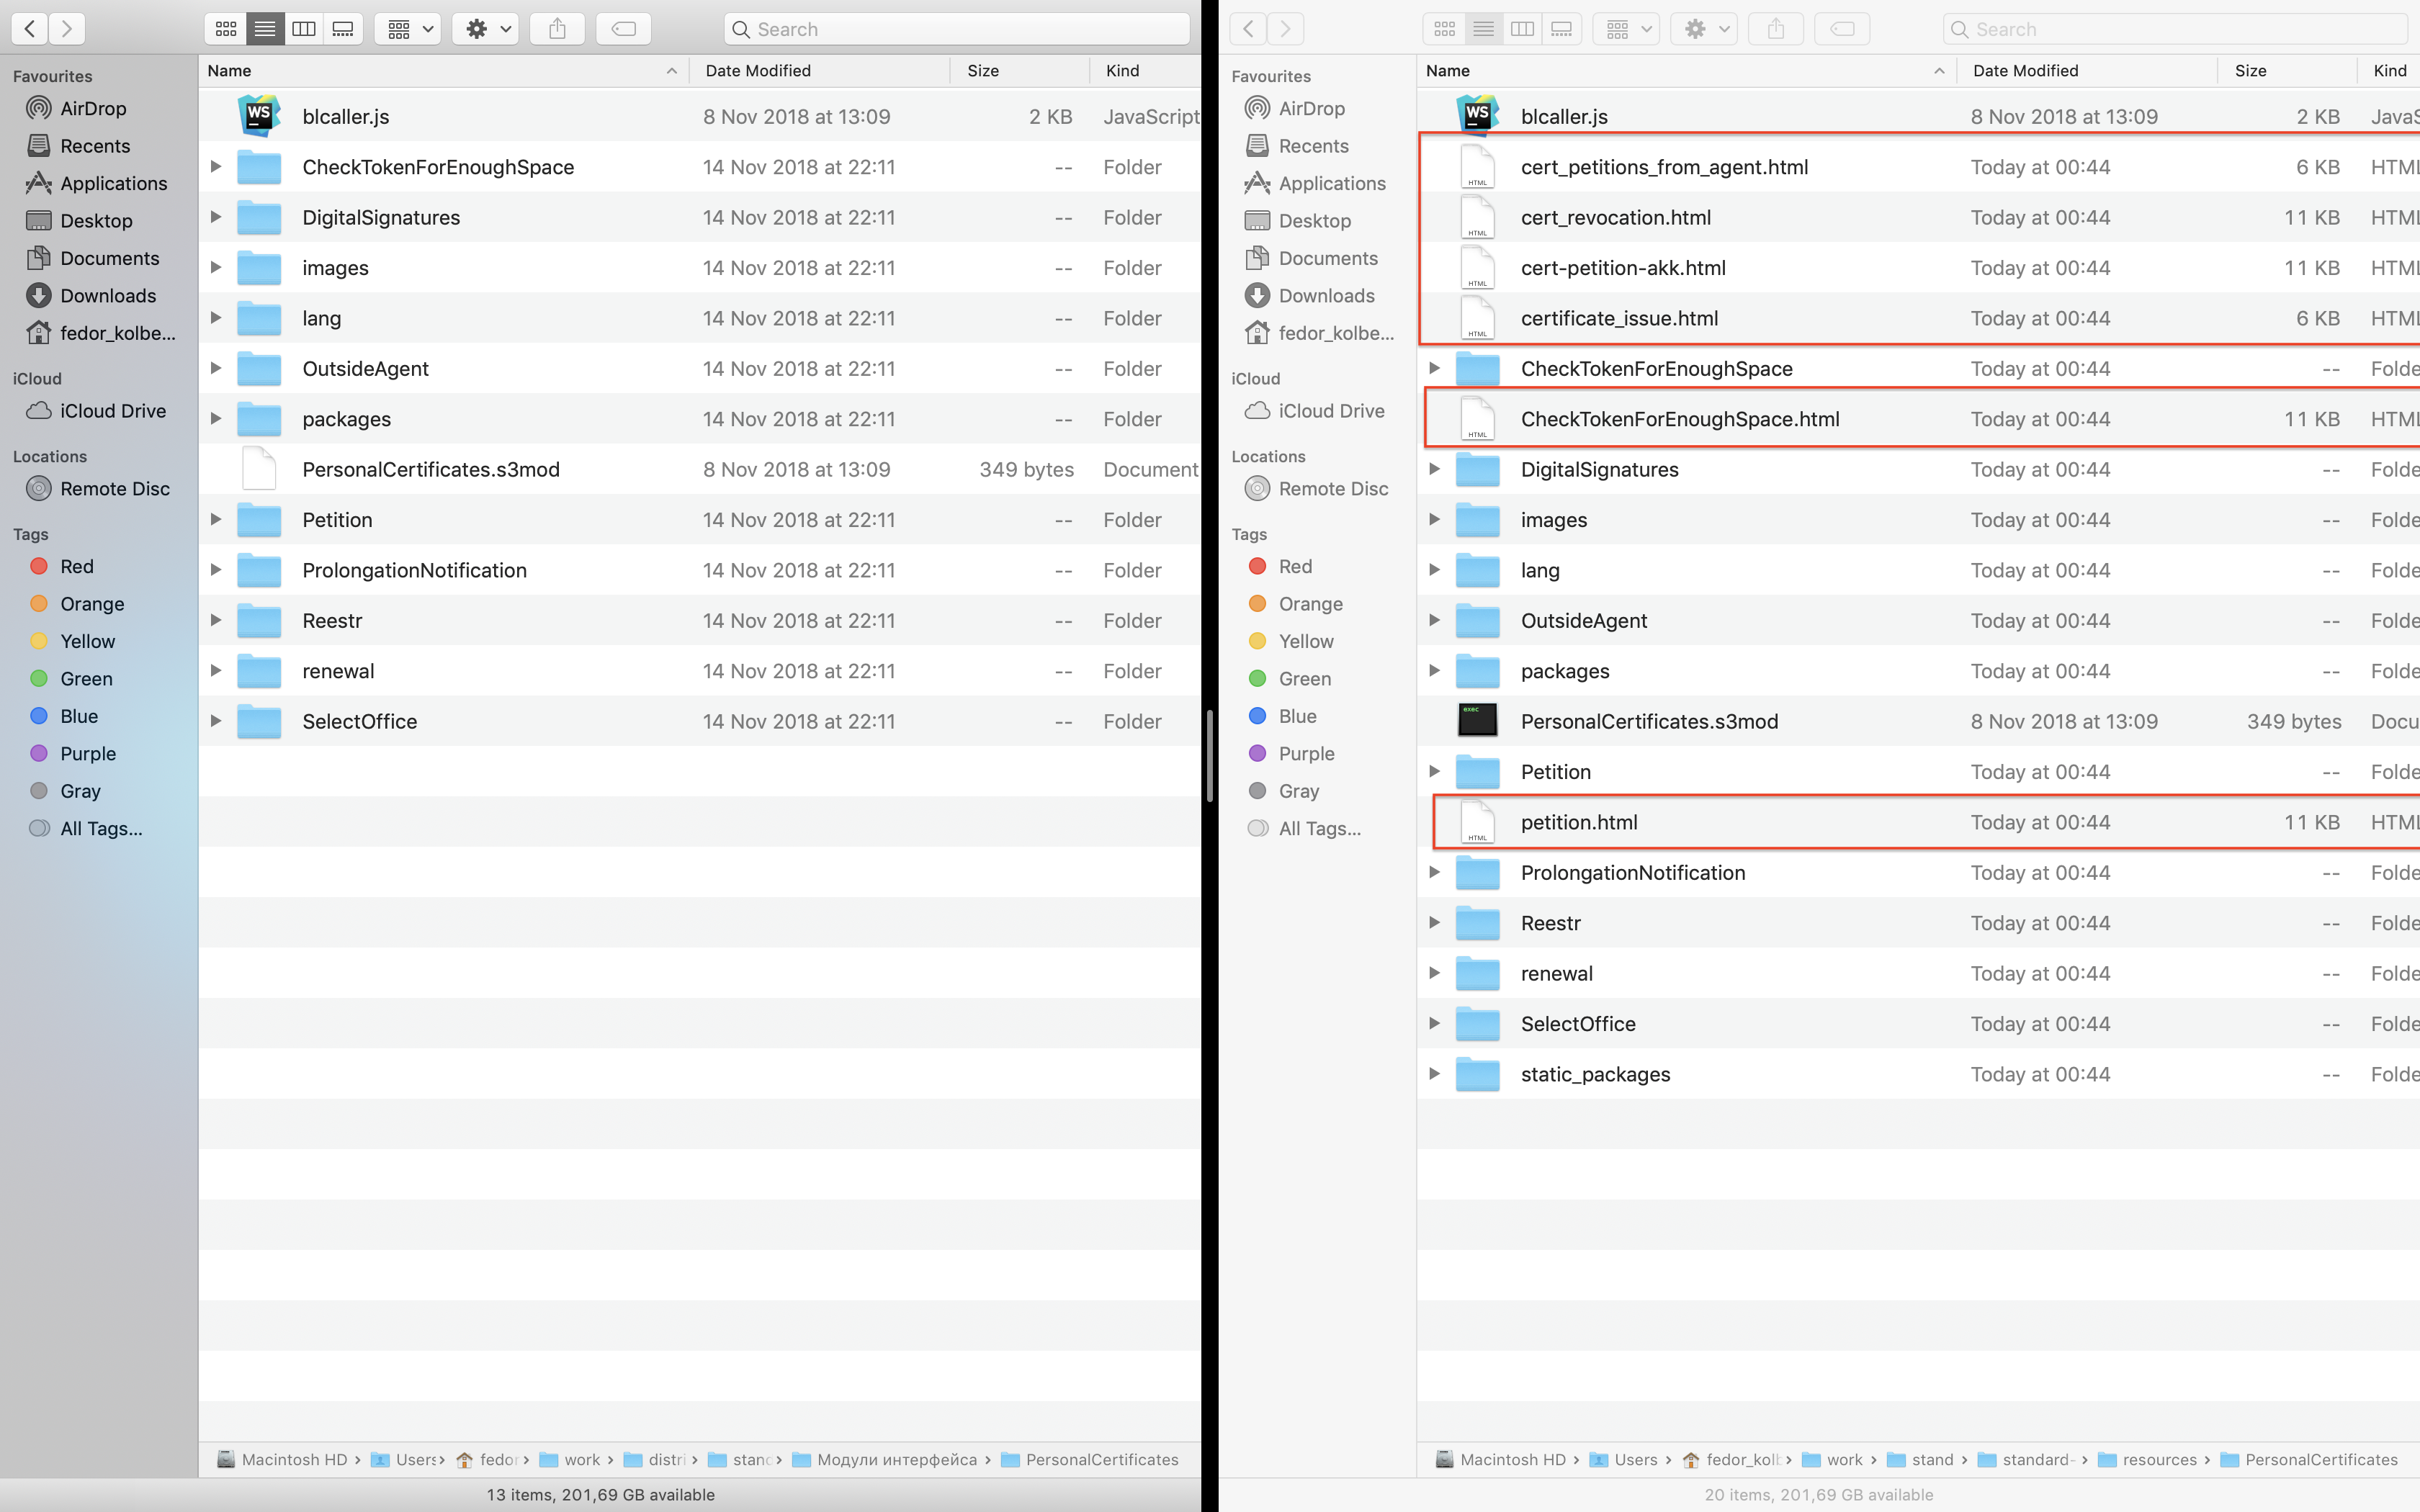 Search
Favourites
AirDrop
Recents
Applications
Desktop
Documents
Downloads
fedor_kolbe...
iCloud
iCloud Drive
Locations
Remote Disc
Tags
Red
Orange
Yellow
Green
Blue
Purple
Gray
All Tags...
Name Date Modified Size Kind
WS blcaller.js 8 Nov 2018 at 13:09 2 KB JavaScript
CheckTokenForEnoughSpace 14 Nov 2018 at 22:11 -- Folder
DigitalSignatures 14 Nov 2018 at 22:11 -- Folder
images 14 Nov 2018 at 22:11 -- Folder
lang 14 Nov 2018 at 22:11 -- Folder
OutsideAgent 14 Nov 2018 at 22:11 -- Folder
packages 14 Nov 2018 at 22:11 -- Folder
PersonalCertificates.s3mod 8 Nov 2018 at 13:09 349 bytes Document
Petition 14 Nov 2018 at 22:11 -- Folder
ProlongationNotification 14 Nov 2018 at 22:11 -- Folder
Reestr 14 Nov 2018 at 22:11 -- Folder
renewal 14 Nov 2018 at 22:11 -- Folder
SelectOffice 14 Nov 2018 at 22:11 -- Folder
Macintosh HD › Users › fedor › work › distri › stand › Модули интерфейса › PersonalCertificates
13 items, 201,69 GB available
Search
Favourites
AirDrop
Recents
Applications
Desktop
Documents
Downloads
fedor_kolbe...
iCloud
iCloud Drive
Locations
Remote Disc
Tags
Red
Orange
Yellow
Green
Blue
Purple
Gray
All Tags...
Name Date Modified Size Kind
WS blcaller.js 8 Nov 2018 at 13:09 2 KB JavaS
HTML cert_petitions_from_agent.html Today at 00:44 6 KB HTML
HTML cert_revocation.html Today at 00:44 11 KB HTML
HTML cert-petition-akk.html Today at 00:44 11 KB HTML
HTML certificate_issue.html Today at 00:44 6 KB HTML
CheckTokenForEnoughSpace Today at 00:44 -- Folde
HTML CheckTokenForEnoughSpace.html Today at 00:44 11 KB HTML
DigitalSignatures Today at 00:44 -- Folde
images Today at 00:44 -- Folde
lang Today at 00:44 -- Folde
OutsideAgent Today at 00:44 -- Folde
packages Today at 00:44 -- Folde
exec PersonalCertificates.s3mod 8 Nov 2018 at 13:09 349 bytes Docu
Petition Today at 00:44 -- Folde
HTML petition.html Today at 00:44 11 KB HTML
ProlongationNotification Today at 00:44 -- Folde
Reestr Today at 00:44 -- Folde
renewal Today at 00:44 -- Folde
SelectOffice Today at 00:44 -- Folde
static_packages Today at 00:44 -- Folde
Macintosh HD › Users › fedor_koll › work › stand › standard- › resources › PersonalCertificates
20 items, 201,69 GB available